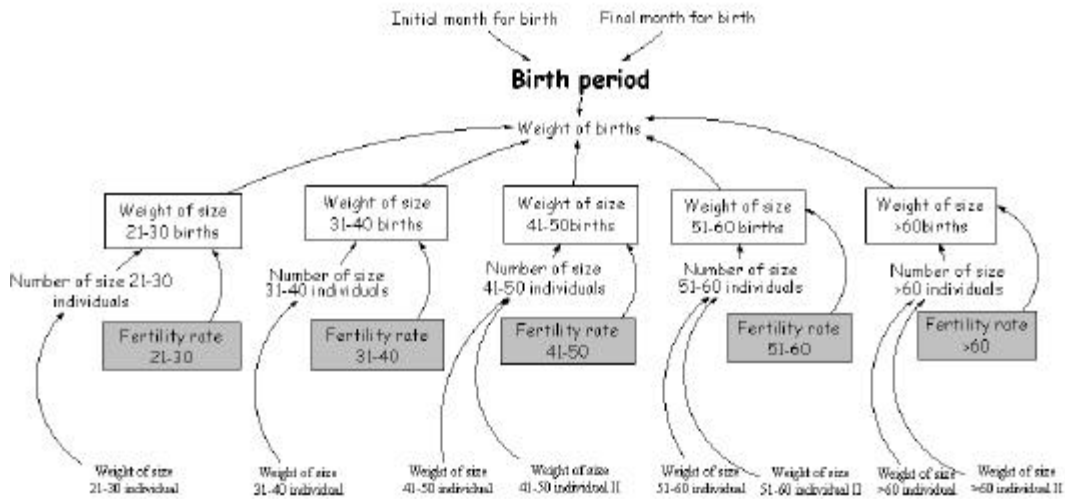 Initial month for birth
Final month for birth
Birth period
Weight of births
Weight of size
21-30 births
Weight of size
31-40 births
Weight of size
41-50births
Weight of size
51-60 births
Weight of size
>60births
Number of size 21-30
individuals
Number of size
31-40 individuals
Number of size
41-50 individuals
Number of size
51-60 individuals
Number of size
>60 individuals
Fertility rate
21-30
Fertility rate
31-40
Fertility rate
41-50
Fertility rate
51-60
Fertility rate
>60
Weight of size
21-30 individual
Weight of size
31-40 individual
Weight of size
41-50 individual
Weight of size
41-50 individual II
Weight of size
51-60 individual
Weight of size
51-60 individual II
Weight of size
>60 individual
Weight of size
>60 individual II